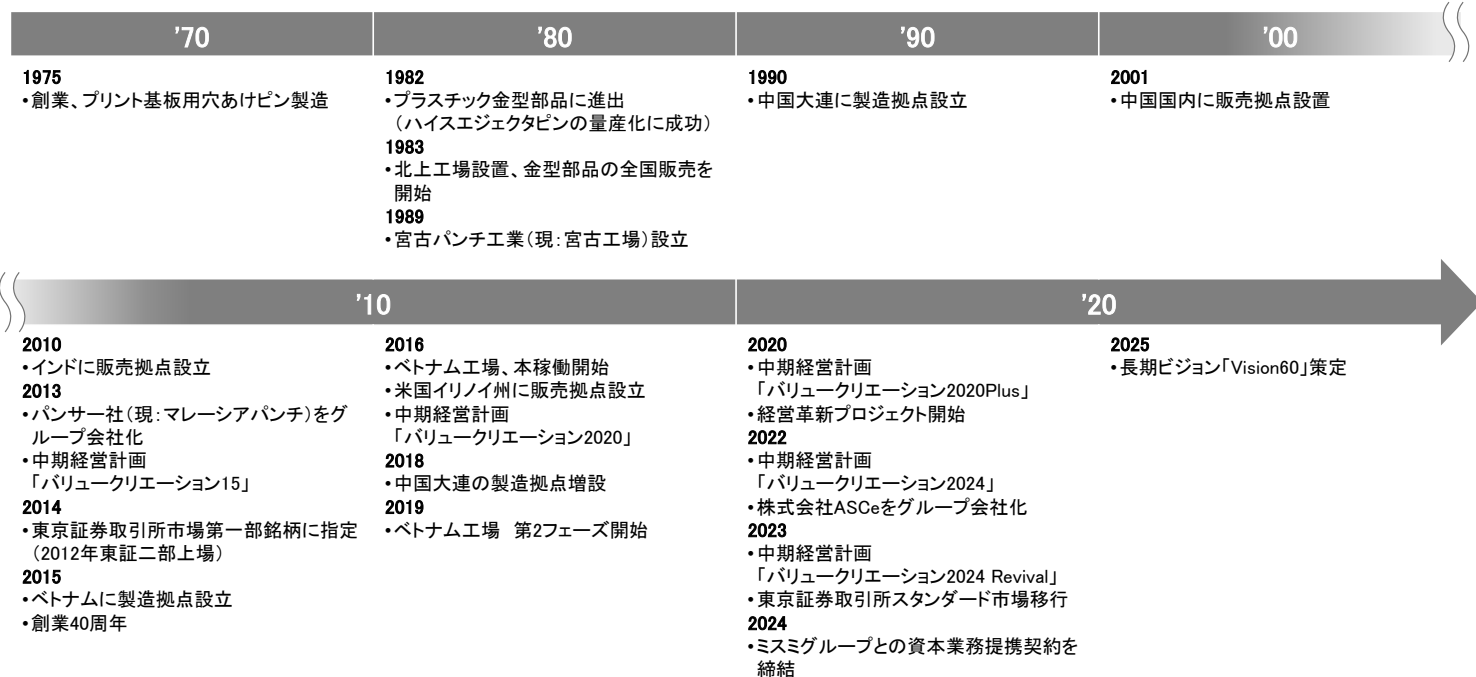 ’70
1975
・創業、プリント基板用穴あけピン製造
’80
1982
・プラスチック金型部品に進出
（ハイスエジェクタピンの量産化に成功）
1983
・北上工場設置、金型部品の全国販売を
開始
1989
・宮古パンチ工業（現：宮古工場）設立
’90
1990
・中国大連に製造拠点設立
’00
2001
・中国国内に販売拠点設置
’10
2010
・インドに販売拠点設立
2013
・パンサー社（現：マレーシアパンチ）をグ
ループ会社化
・中期経営計画
「バリュークリエーション15」
2014
・東京証券取引所市場第一部銘柄に指定
（2012年東証二部上場）
2015
・ベトナムに製造拠点設立
・創業40周年
2016
・ベトナム工場、本稼働開始
・米国イリノイ州に販売拠点設立
・中期経営計画
「バリュークリエーション2020」
2018
・中国大連の製造拠点増設
2019
・ベトナム工場　第2フェーズ開始
’20
2020
・中期経営計画
「バリュークリエーション2020Plus」
・経営革新プロジェクト開始
2022
・中期経営計画
「バリュークリエーション2024」
・株式会社ASCeをグループ会社化
2023
・中期経営計画
「バリュークリエーション2024 Revival」
・東京証券取引所スタンダード市場移行
2024
・ミスミグループとの資本業務提携契約を
締結
2025
・長期ビジョン「Vision60」策定